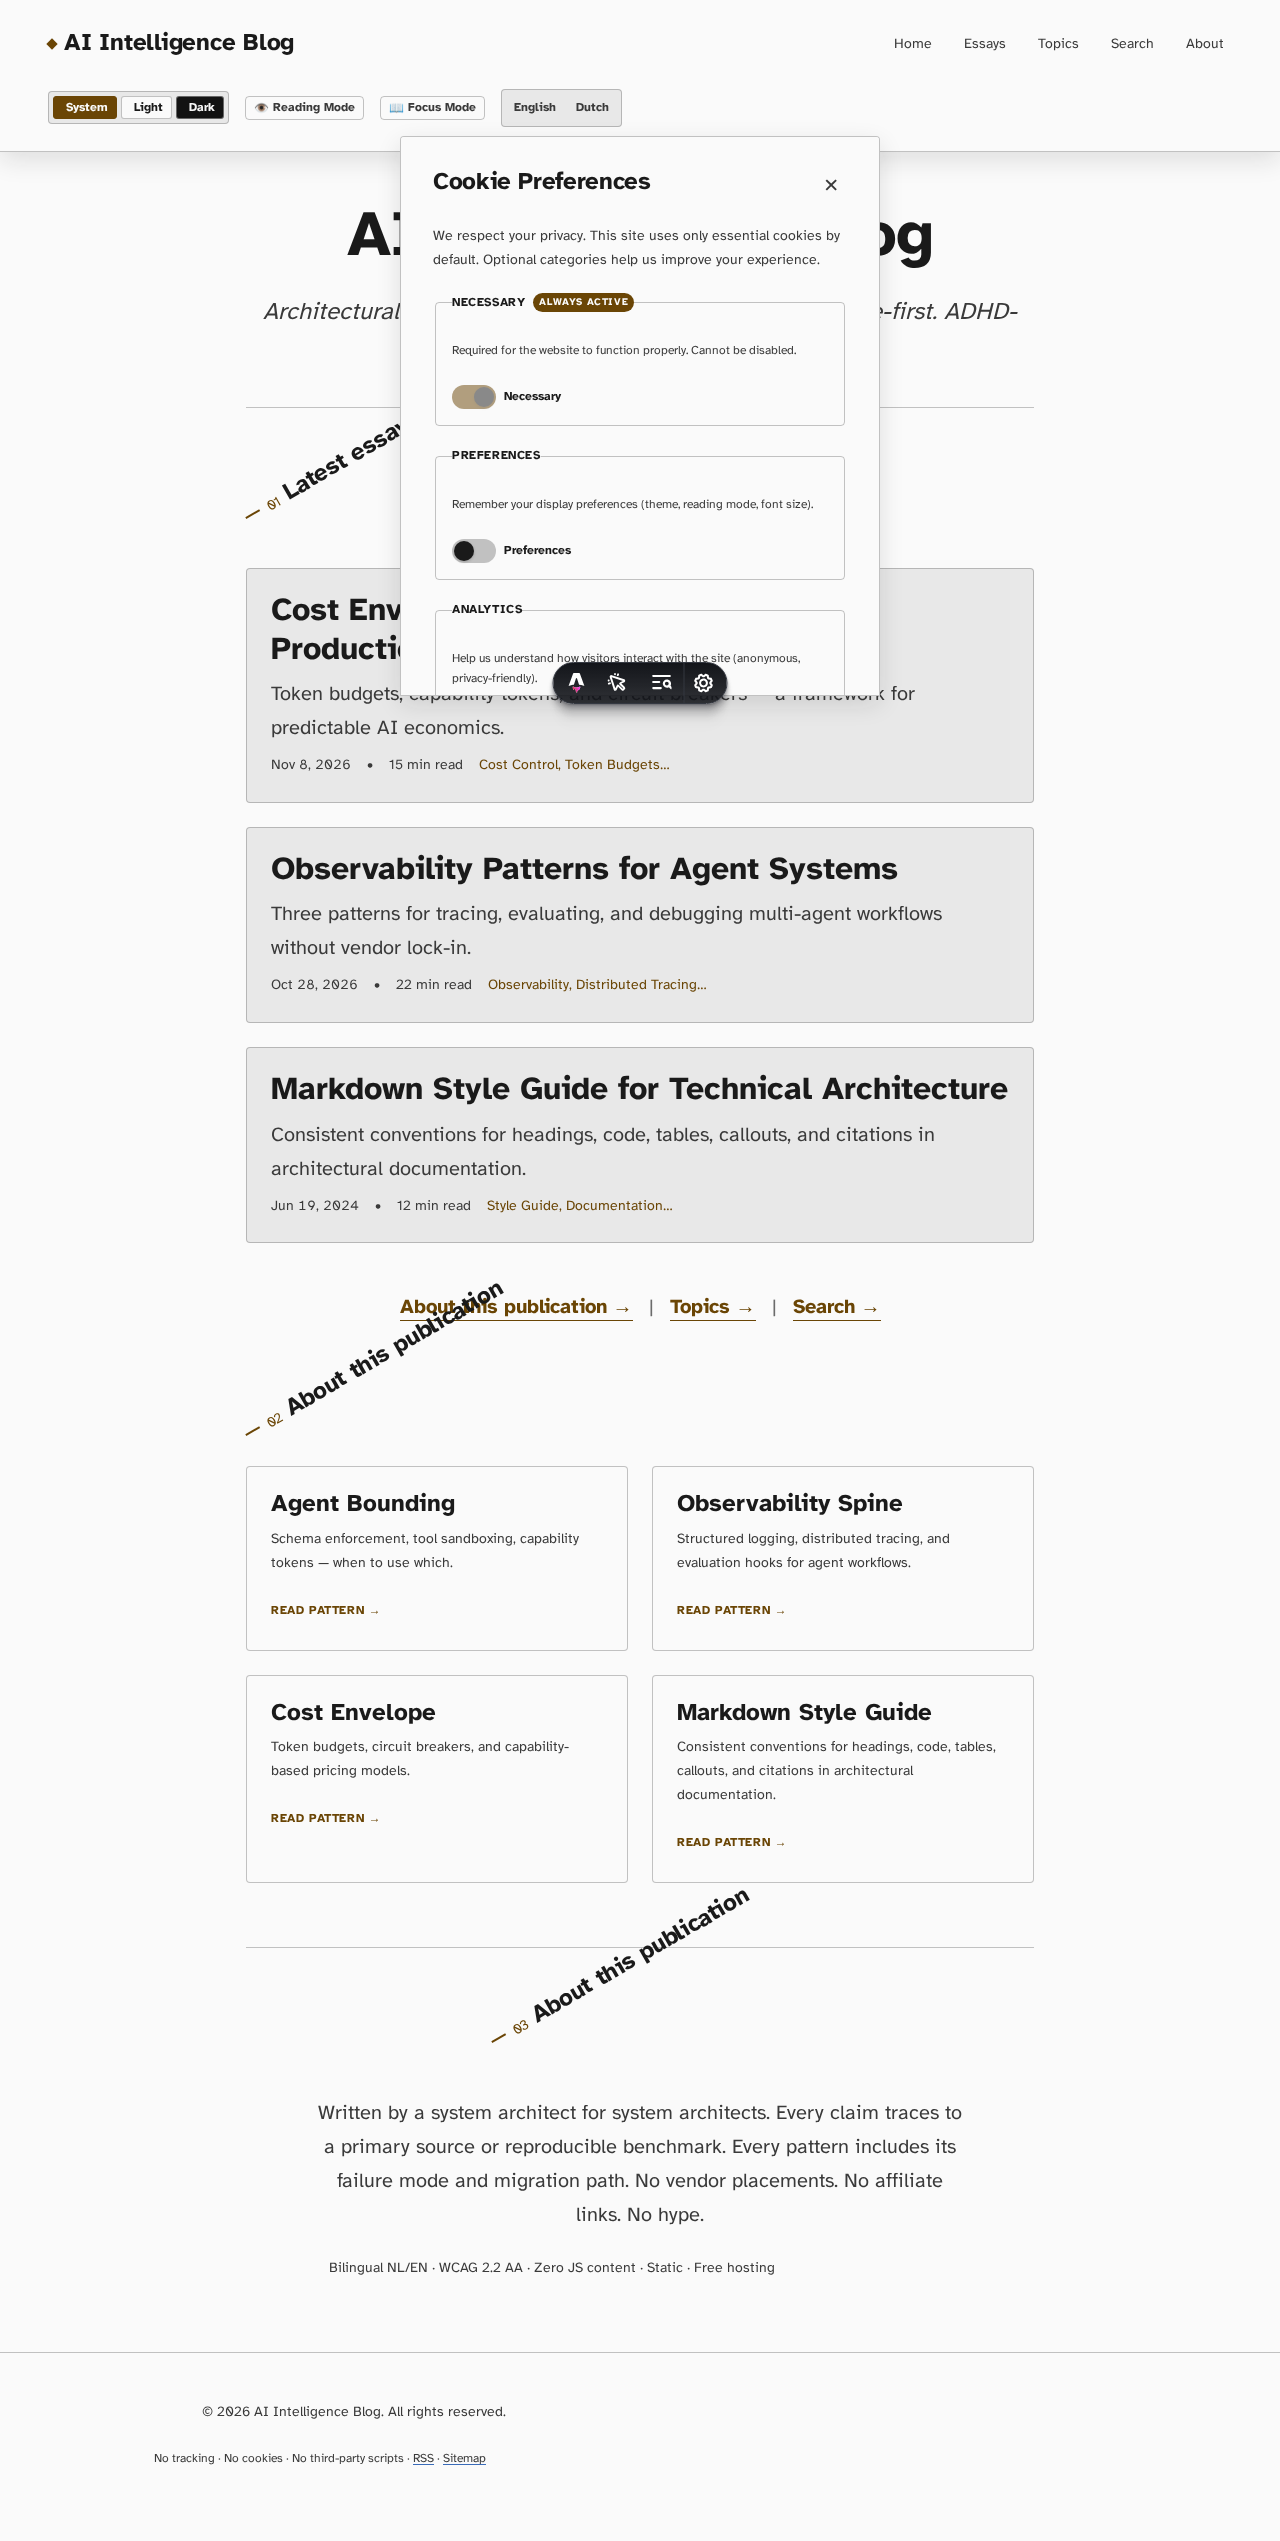 AI Intelligence Blog
Home Essays Topics Search About
System Light Dark 👁️ Reading Mode 📖 Focus Mode English Dutch
Cookie Preferences ✕
We respect your privacy. This site uses only essential cookies by
default. Optional categories help us improve your experience.
NECESSARY ALWAYS ACTIVE
Required for the website to function properly. Cannot be disabled.
Necessary
PREFERENCES
Remember your display preferences (theme, reading mode, font size).
Preferences
ANALYTICS
Help us understand how visitors interact with the site (anonymous,
privacy-friendly).
AI og
Architectural e-first. ADHD-
— 01 Latest essay
Cost Env
Producti
Token budgets, capability tokens, and circuit breakers — a framework for
predictable AI economics.
Nov 8, 2026 • 15 min read Cost Control, Token Budgets...
Observability Patterns for Agent Systems
Three patterns for tracing, evaluating, and debugging multi-agent workflows
without vendor lock-in.
Oct 28, 2026 • 22 min read Observability, Distributed Tracing...
Markdown Style Guide for Technical Architecture
Consistent conventions for headings, code, tables, callouts, and citations in
architectural documentation.
Jun 19, 2024 • 12 min read Style Guide, Documentation...
About this publication → | Topics → | Search →
— 02 About this publication
Agent Bounding
Schema enforcement, tool sandboxing, capability
tokens — when to use which.
READ PATTERN →
Observability Spine
Structured logging, distributed tracing, and
evaluation hooks for agent workflows.
READ PATTERN →
Cost Envelope
Token budgets, circuit breakers, and capability-
based pricing models.
READ PATTERN →
Markdown Style Guide
Consistent conventions for headings, code, tables,
callouts, and citations in architectural
documentation.
READ PATTERN →
— 03 About this publication
Written by a system architect for system architects. Every claim traces to
a primary source or reproducible benchmark. Every pattern includes its
failure mode and migration path. No vendor placements. No affiliate
links. No hype.
Bilingual NL/EN · WCAG 2.2 AA · Zero JS content · Static · Free hosting
© 2026 AI Intelligence Blog. All rights reserved.
No tracking · No cookies · No third-party scripts · RSS · Sitemap